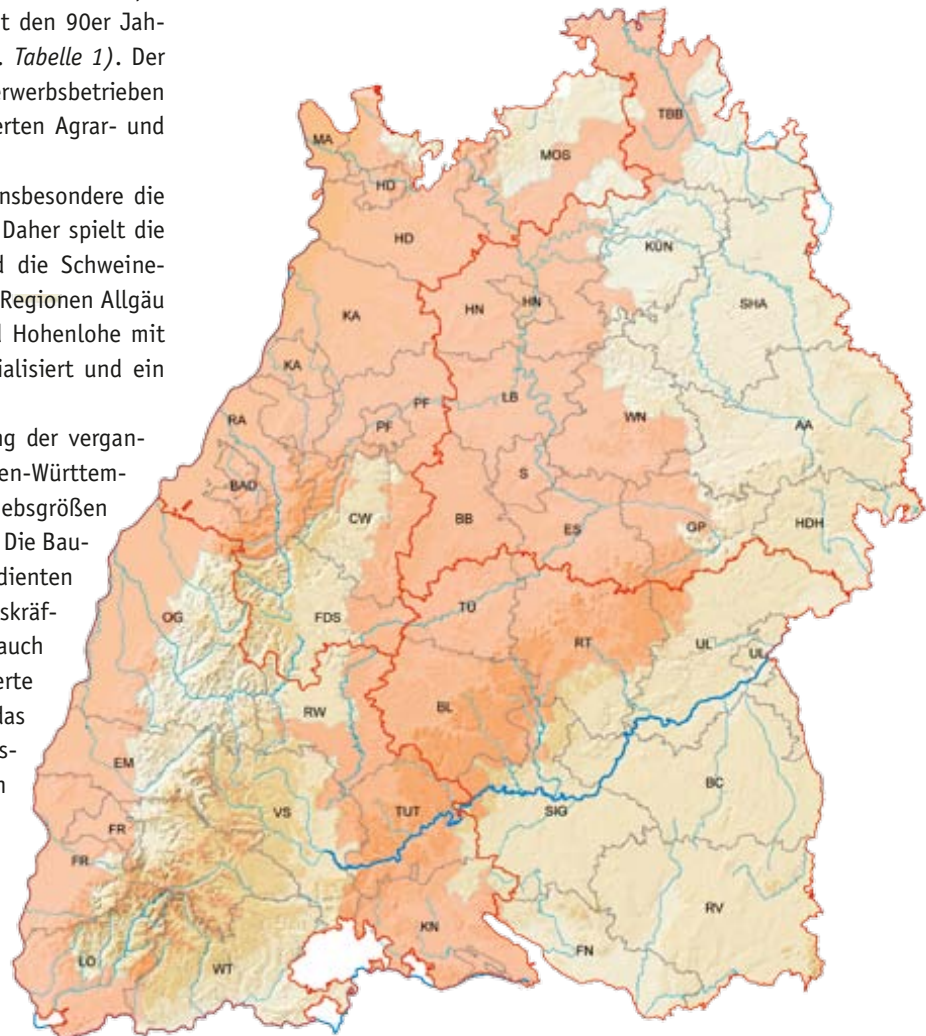 t den 90er Jah-
. Tabelle 1). Der
erwerbsbetrieben
erten Agrar- und
nsbesondere die
Daher spielt die
d die Schweine-
Regionen Allgäu
d Hohenlohe mit
ialisiert und ein
ng der vergan-
en-Württem-
ebsgrößen
Die Bau-
dienten
skräf-
auch
erte
das
s-
TBB
MA
MOS
HD
HD
KÜN
HN
HN
SHA
KA
KA
LB
PF
RA
PF
WN
AA
BAD
S
CW
BB
ES
GP
HDH
TÜ
OG
FDS
RT
UL
UL
RW
BL
EM
BC
VS
TUT
SIG
FR
FR
RV
KN
FN
LÖ
WT